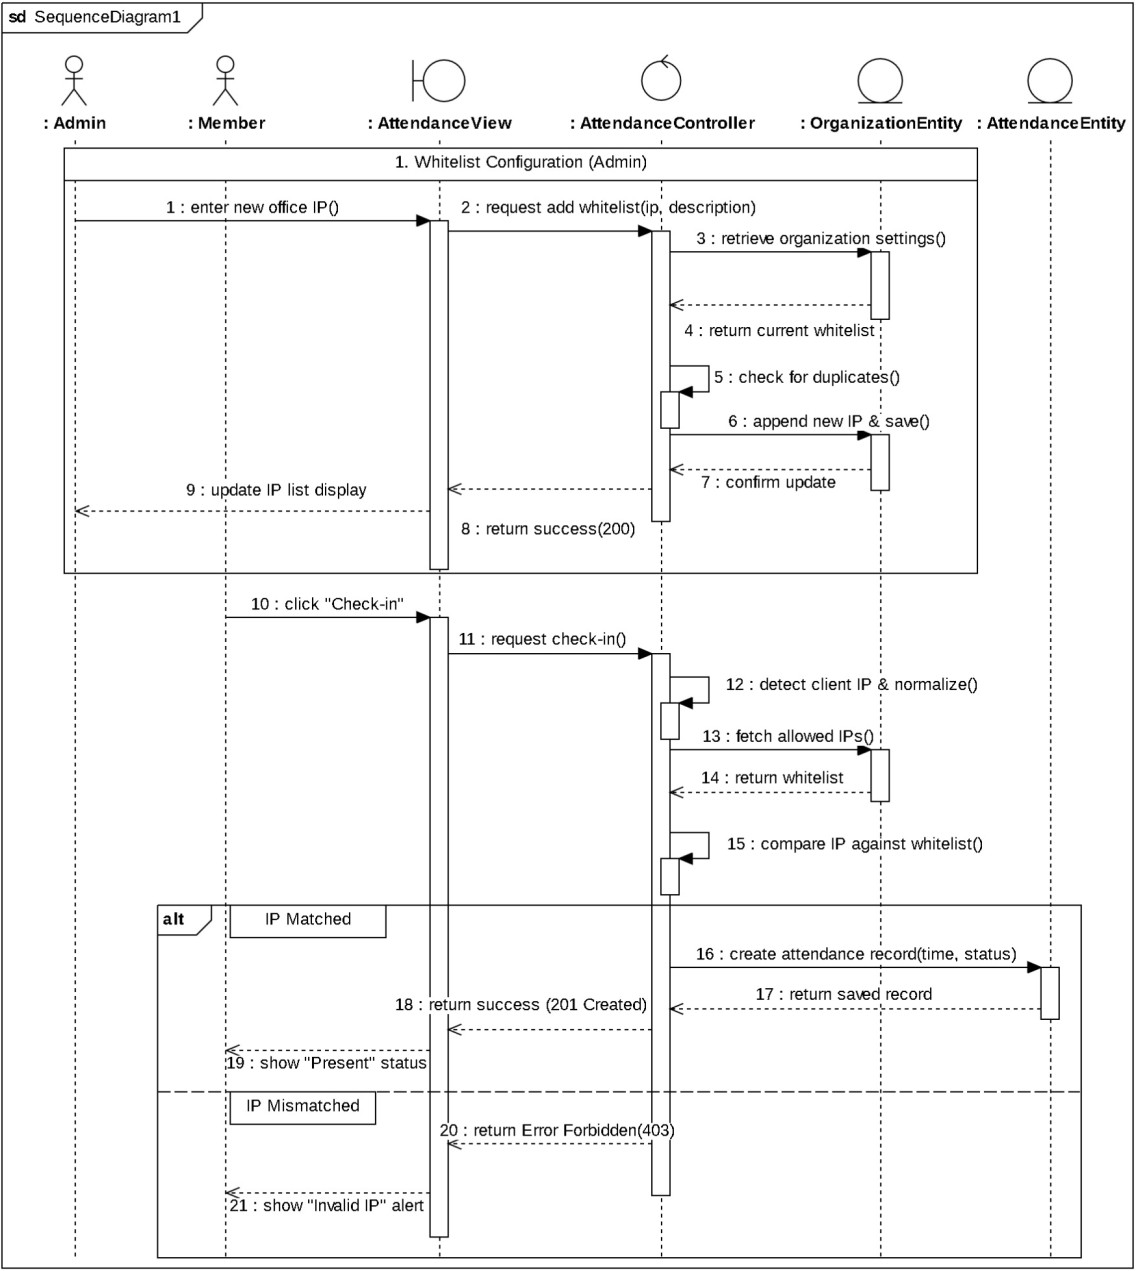 sd SequenceDiagram1
: Admin
: Member
: AttendanceView
: AttendanceController
: OrganizationEntity
: AttendanceEntity
1. Whitelist Configuration (Admin)
1 : enter new office IP()
2 : request add whitelist(ip, description)
3 : retrieve organization settings()
4 : return current whitelist
5 : check for duplicates()
6 : append new IP & save()
7 : confirm update
9 : update IP list display
8 : return success(200)
10 : click "Check-in"
11 : request check-in()
12 : detect client IP & normalize()
13 : fetch allowed IPs()
14 : return whitelist
15 : compare IP against whitelist()
alt
IP Matched
16 : create attendance record(time, status)
17 : return saved record
18 : return success (201 Created)
19 : show "Present" status
IP Mismatched
20 : return Error Forbidden(403)
21 : show "Invalid IP" alert